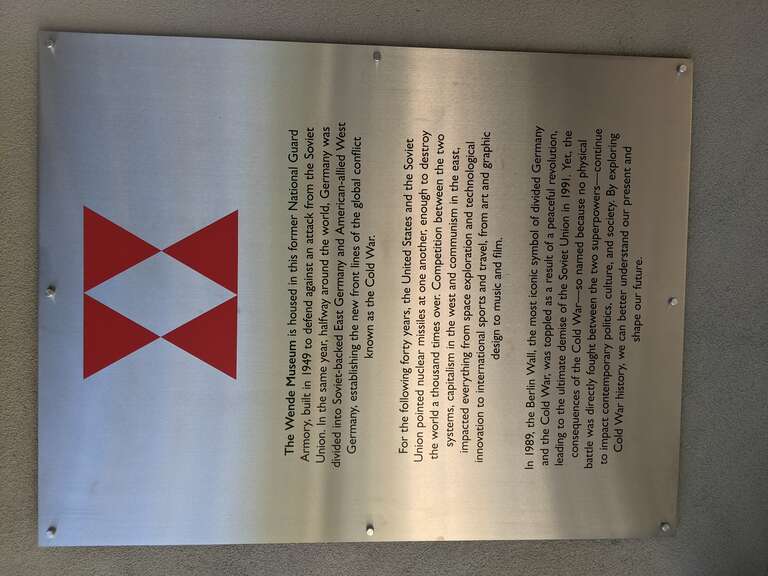 The Wende Museum is housed in this former National Guard
Armory, built in 1949 to defend against an attack from the Soviet
Union. In the same year, halfway around the world, Germany was
divided into Soviet-backed East Germany and American-allied West
Germany, establishing the new front lines of the global conflict
known as the Cold War.
For the following forty years, the United States and the Soviet
Union pointed nuclear missiles at one another, enough to destroy
the world a thousand times over. Competition between the two
systems, capitalism in the west and communism in the east,
impacted everything from space exploration and technological
innovation to international sports and travel, from art and graphic
design to music and film.
In 1989, the Berlin Wall, the most iconic symbol of divided Germany
and the Cold War, was toppled as a result of a peaceful revolution,
leading to the ultimate demise of the Soviet Union in 1991. Yet, the
consequences of the Cold War—so named because no physical
battle was directly fought between the two superpowers—continue
to impact contemporary politics, culture, and society. By exploring
Cold War history, we can better understand our present and
shape our future.